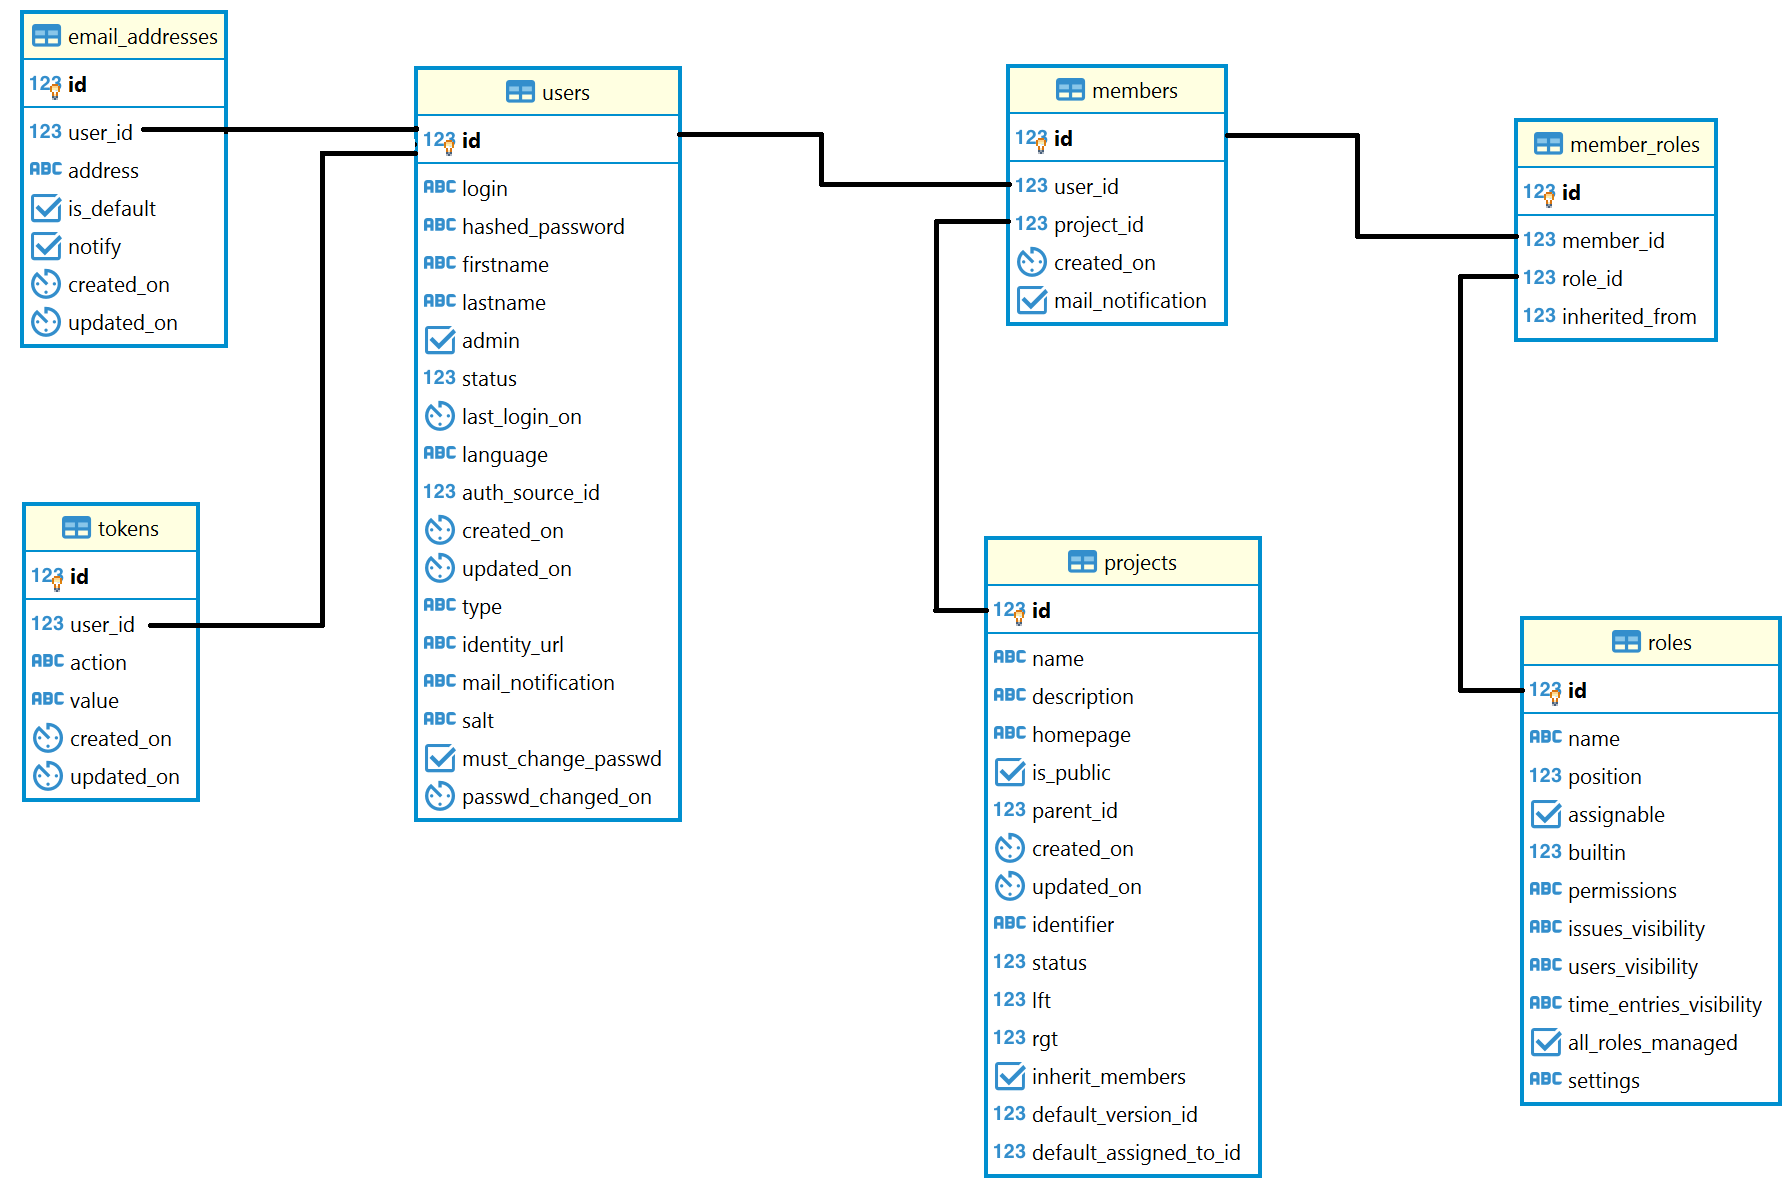 email_addresses
123 id
123 user_id
ABC address
is_default
notify
created_on
updated_on
tokens
123 id
123 user_id
ABC action
ABC value
created_on
updated_on
users
123 id
ABC login
ABC hashed_password
ABC firstname
ABC lastname
admin
123 status
last_login_on
ABC language
123 auth_source_id
created_on
updated_on
ABC type
ABC identity_url
ABC mail_notification
ABC salt
must_change_passwd
passwd_changed_on
members
123 id
123 user_id
123 project_id
created_on
mail_notification
projects
123 id
ABC name
ABC description
ABC homepage
is_public
123 parent_id
created_on
updated_on
ABC identifier
123 status
123 lft
123 rgt
inherit_members
123 default_version_id
123 default_assigned_to_id
member_roles
123 id
123 member_id
123 role_id
123 inherited_from
roles
123 id
ABC name
123 position
assignable
123 builtin
ABC permissions
ABC issues_visibility
ABC users_visibility
ABC time_entries_visibility
all_roles_managed
ABC settings